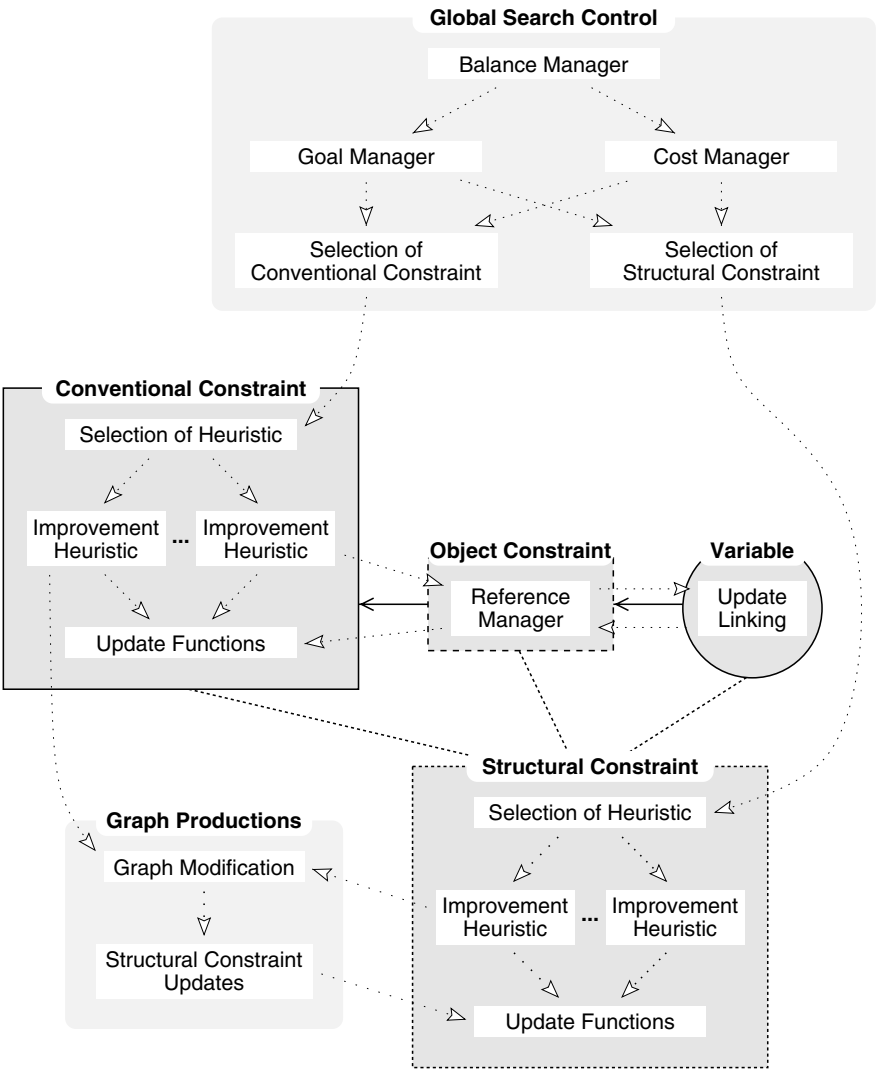 Global Search Control
Balance Manager
Goal Manager
Cost Manager
Selection of
Conventional Constraint
Selection of
Structural Constraint
Conventional Constraint
Selection of Heuristic
Improvement
Heuristic
...
Improvement
Heuristic
Update Functions
Object Constraint
Reference
Manager
Variable
Update
Linking
Structural Constraint
Selection of Heuristic
Improvement
Heuristic
...
Improvement
Heuristic
Update Functions
Graph Productions
Graph Modification
Structural Constraint
Updates